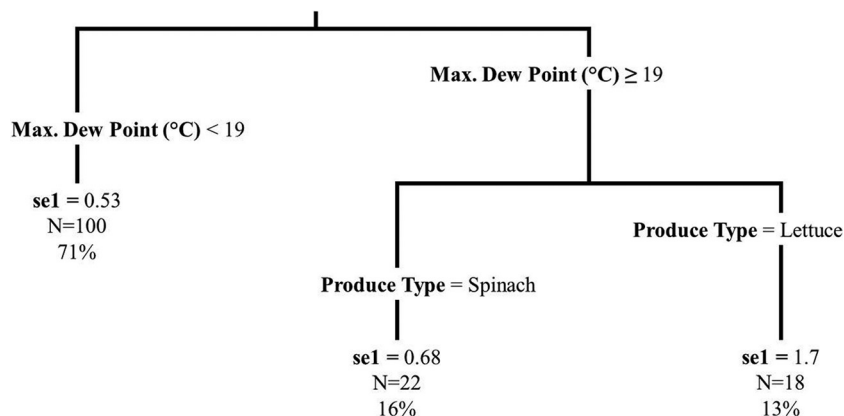 Max. Dew Point (°C) ≥ 19
Max. Dew Point (°C) < 19
se1 = 0.53
N=100
71%
Produce Type = Lettuce
Produce Type = Spinach
se1 = 0.68
N=22
16%
se1 = 1.7
N=18
13%